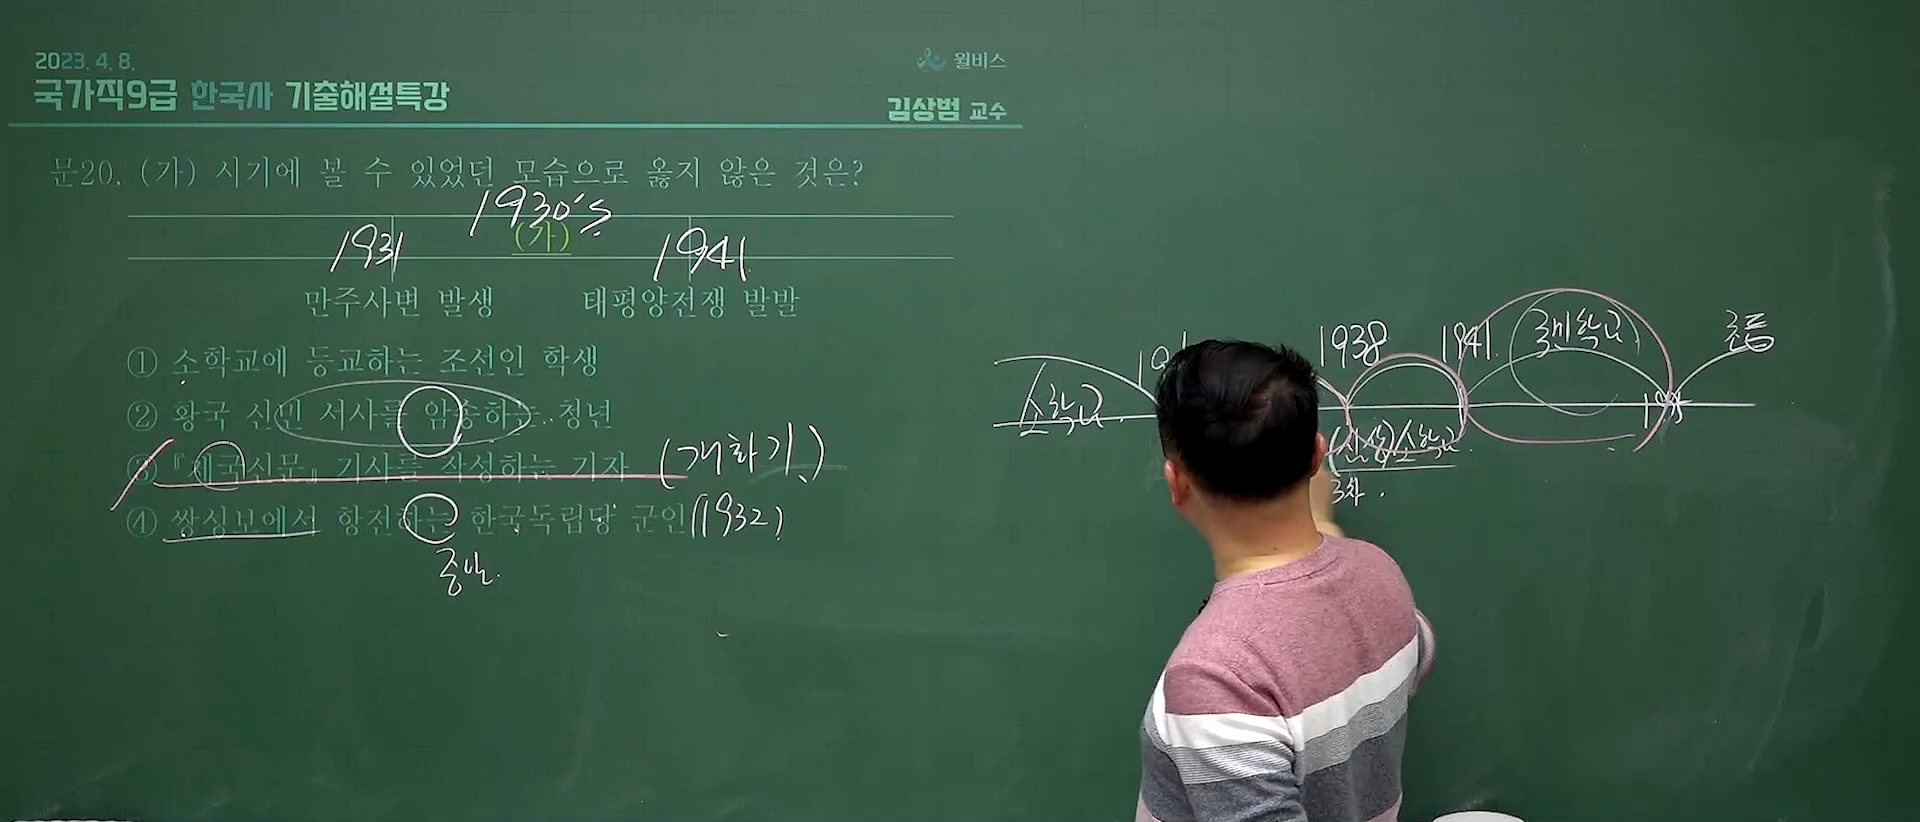 2023. 4. 8.
국가직9급 한국사 기출해설특강
윌비스
김상범 교수
문20. (가) 시기에 볼 수 있었던 모습으로 옳지 않은 것은?
1930's
1931 (가) 1941
만주사변 발생 태평양전쟁 발발
① 소학교에 등교하는 조선인 학생
② 황국 신민 서사를 암송하는 청년
③ 『제국신문』 기사를 작성하는 기자 (개화기)
④ 쌍성보에서 항전하는 한국독립당 군인 (1932)
중반.
1938 1941. 국민학교 초등
소학교.
(심상)소학교.
3차.